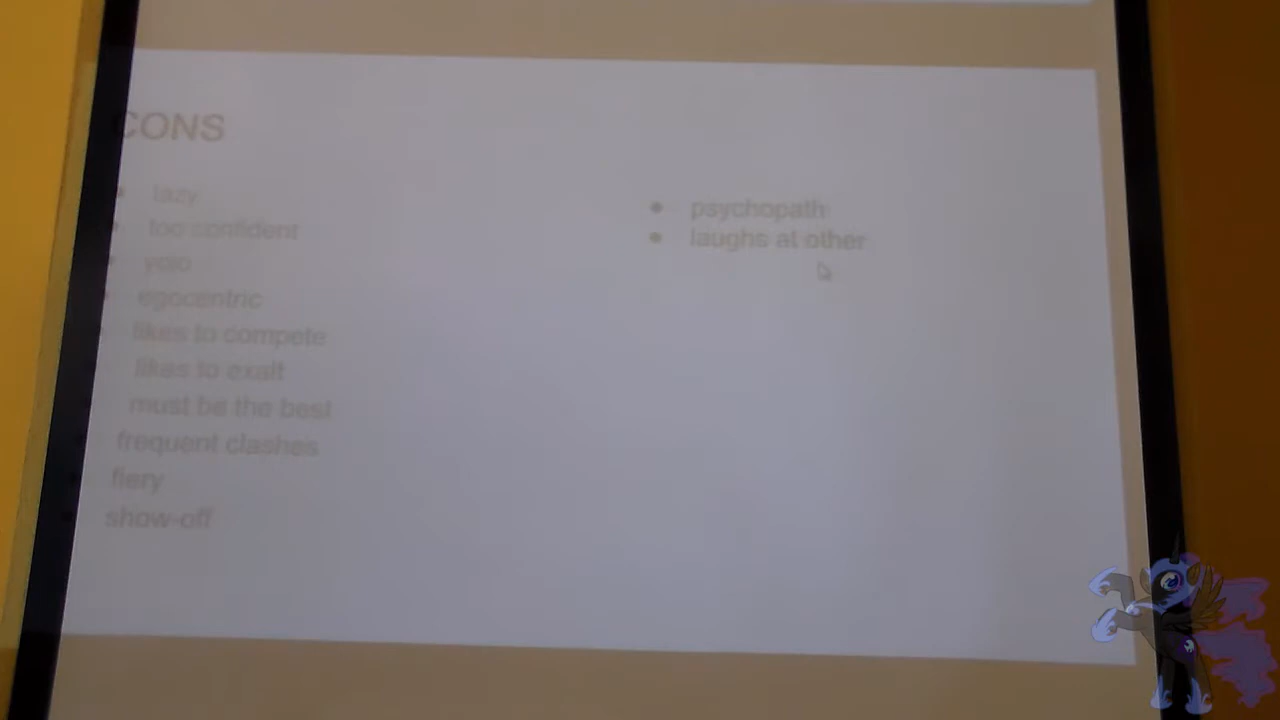 CONS
lazy
too confident
yolo
egocentric
likes to compete
likes to exalt
must be the best
frequent clashes
fiery
show-off
psychopath
laughs at other